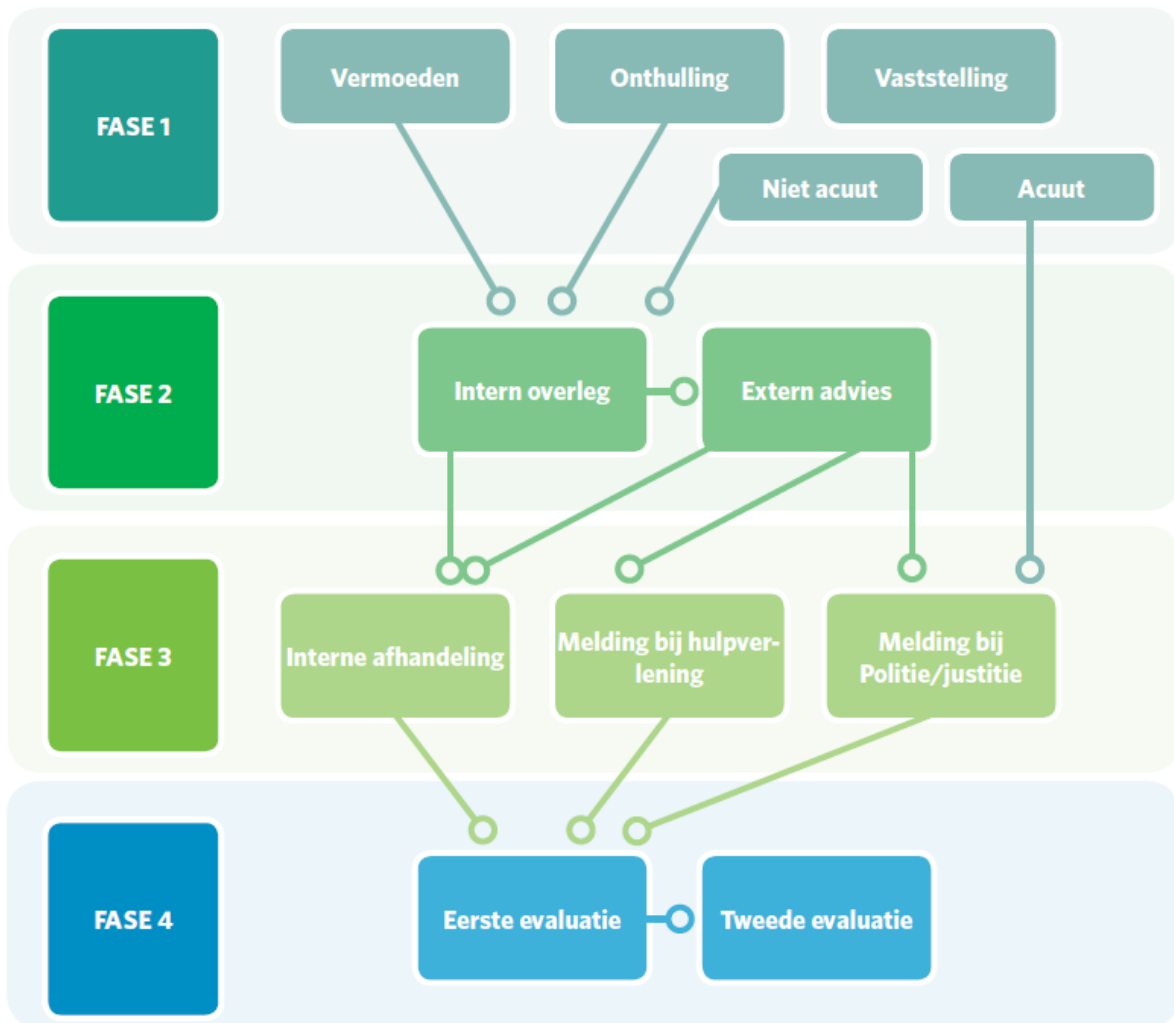 FASE 1
Vermoeden
Onthulling
Vaststelling
Niet acuut
Acuut
FASE 2
Intern overleg
Extern advies
FASE 3
Interne afhandeling
Melding bij hulpver-
lening
Melding bij
Politie/justitie
FASE 4
Eerste evaluatie
Tweede evaluatie